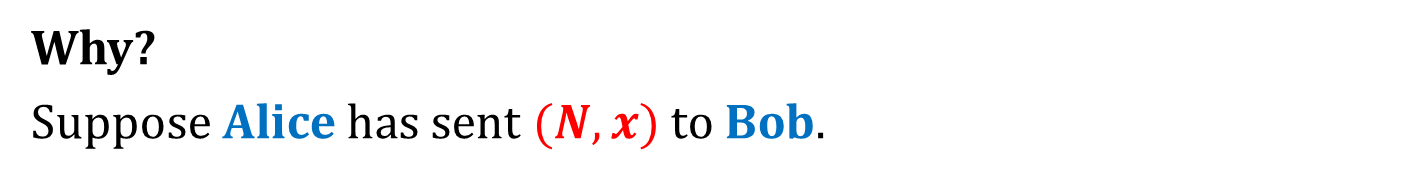 Why?
Suppose Alice has sent (N, x) to Bob.